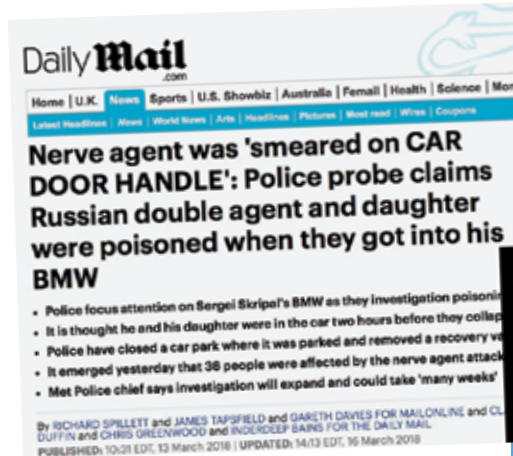 Daily Mail
.com
Home | U.K. News Sports | U.S. Showbiz | Australia | Femail | Health | Science | Mor
Latest Headlines | News | World News | Arts | Headlines | Pictures | Most read | Wires | Coupons
Nerve agent was 'smeared on CAR
DOOR HANDLE': Police probe claims
Russian double agent and daughter
were poisoned when they got into his
BMW
• Police focus attention on Sergei Skripal's BMW as they investigation poisonin
• It is thought he and his daughter were in the car two hours before they collap
• Police have closed a car park where it was parked and removed a recovery ve
• It emerged yesterday that 38 people were affected by the nerve agent attack
• Met Police chief says investigation will expand and could take 'many weeks'
By RICHARD SPILLETT and JAMES TAPSFIELD and GARETH DAVIES FOR MAILONLINE and CL
DUFFIN and CHRIS GREENWOOD and INDERDEEP BAINS FOR THE DAILY MAIL
PUBLISHED: 10:31 EDT, 13 March 2018 | UPDATED: 14:13 EDT, 16 March 2018